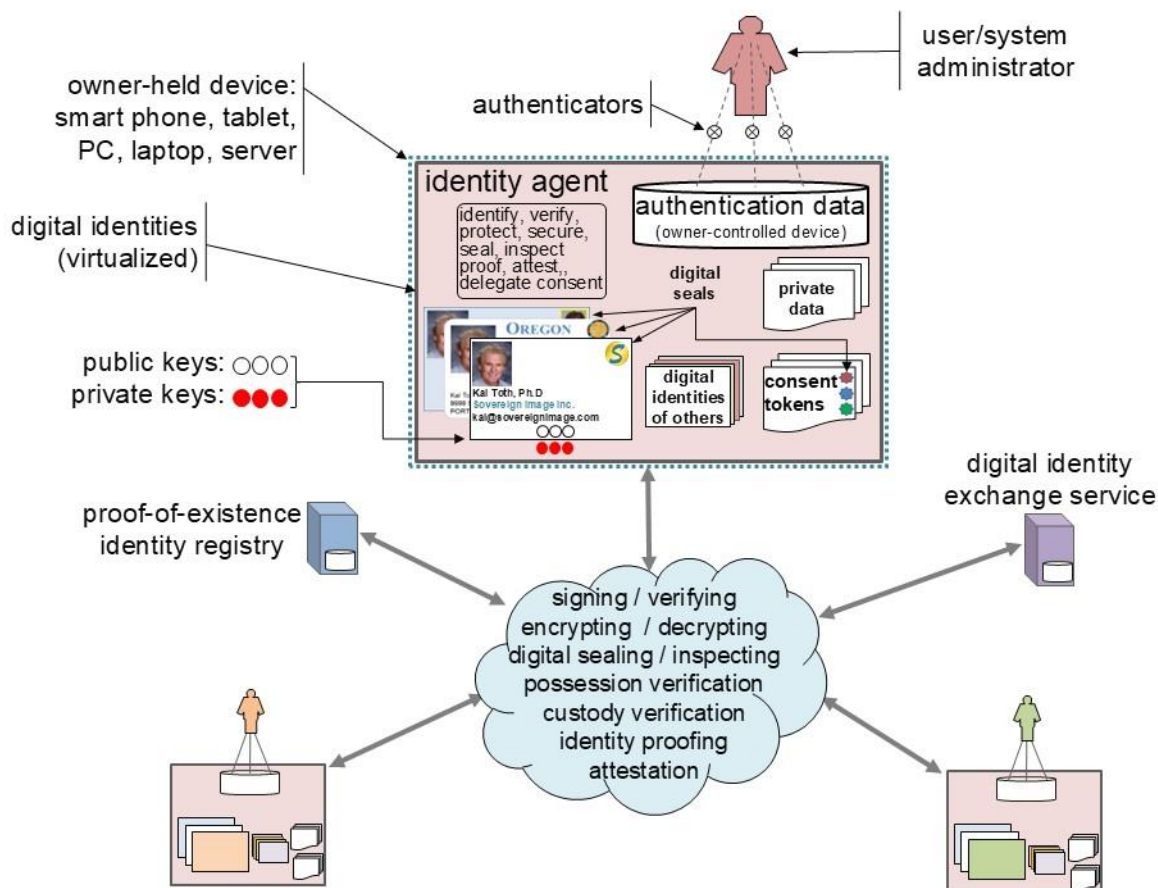 user/system
administrator
owner-held device:
smart phone, tablet,
PC, laptop, server
authenticators
identity agent
authentication data
(owner-controlled device)
identify, verify,
protect, secure,
seal, inspect
proof, attest,,
delegate consent
digital identities
(virtualized)
digital
seals
private
data
OREGON
public keys:
private keys:
S
Kal Toth, Ph.D
Sovereign Image Inc.
kal@sovereignimage.com
Kal T
9698
PORT
digital
identities
of others
consent
tokens
digital identity
exchange service
proof-of-existence
identity registry
signing / verifying
encrypting / decrypting
digital sealing / inspecting
possession verification
custody verification
identity proofing
attestation